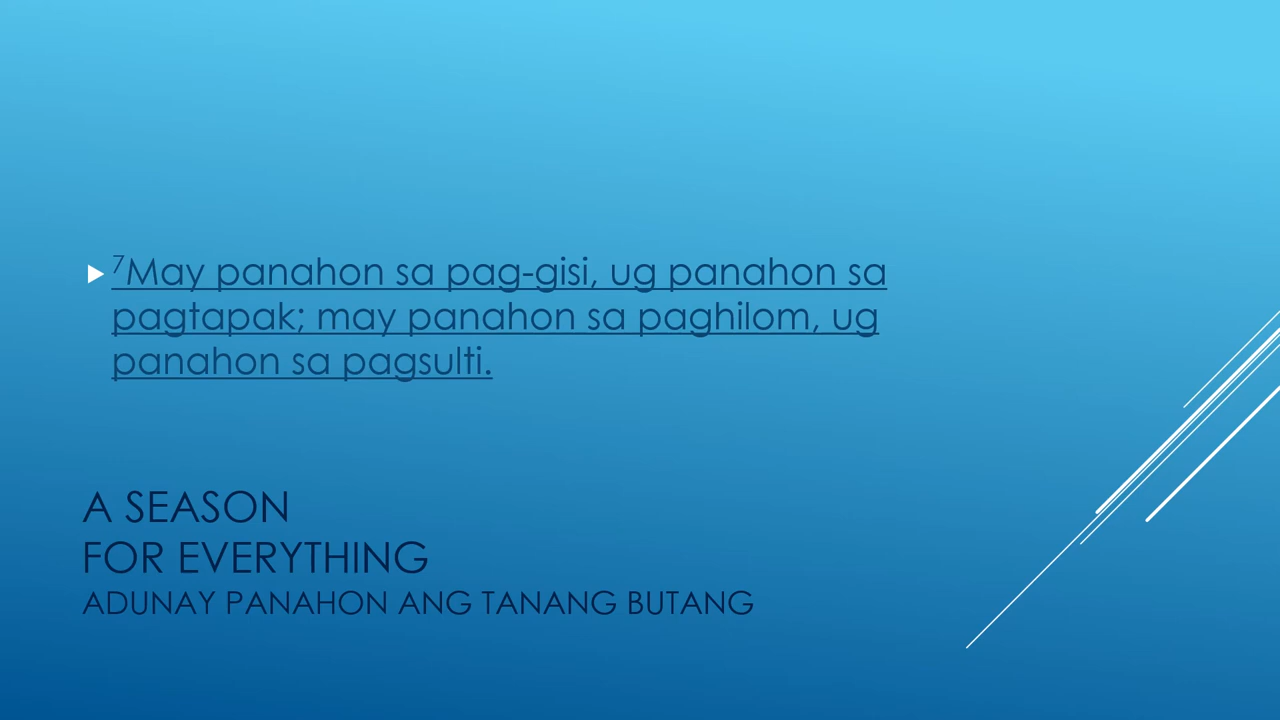 ⁷May panahon sa pag-gisi, ug panahon sa
pagtapak; may panahon sa paghilom, ug
panahon sa pagsulti.
A SEASON
FOR EVERYTHING
ADUNAY PANAHON ANG TANANG BUTANG